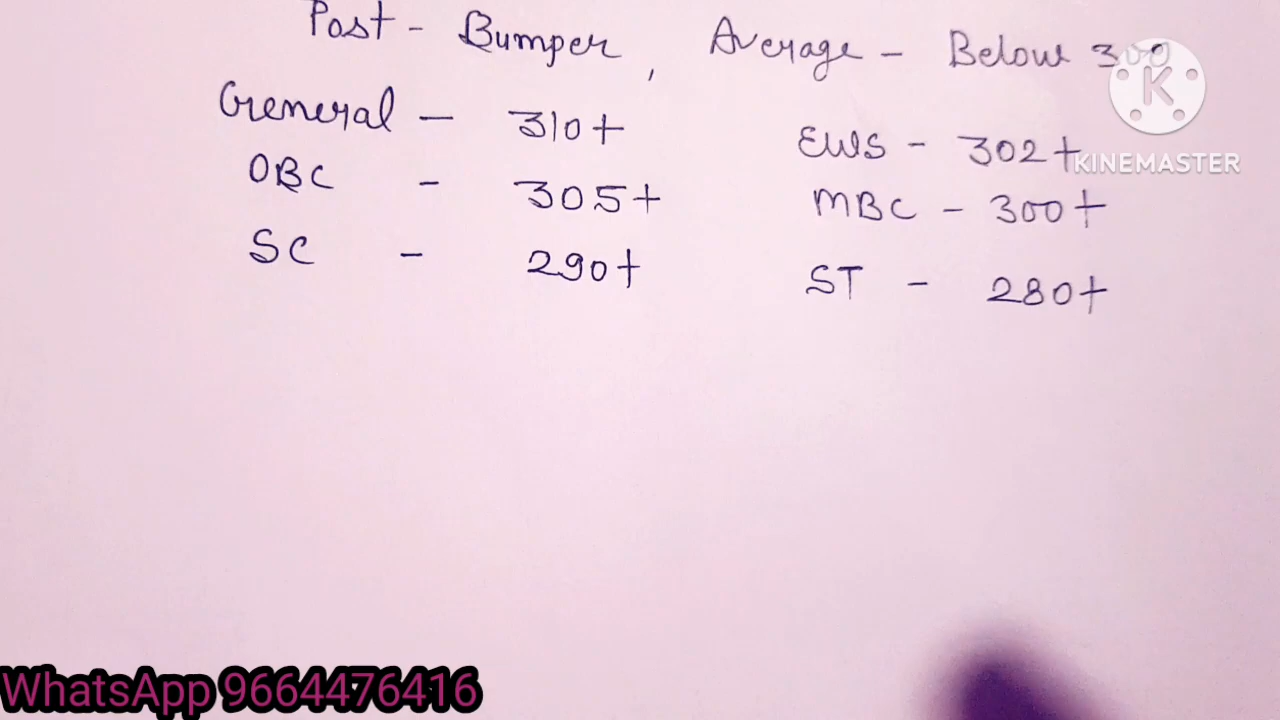 Post - Bumper, Average - Below 300
General - 310+ EWS - 302+
OBC - 305+ MBC - 300+
SC - 290+ ST - 280+
K
KINEMASTER
WhatsApp 9664476416